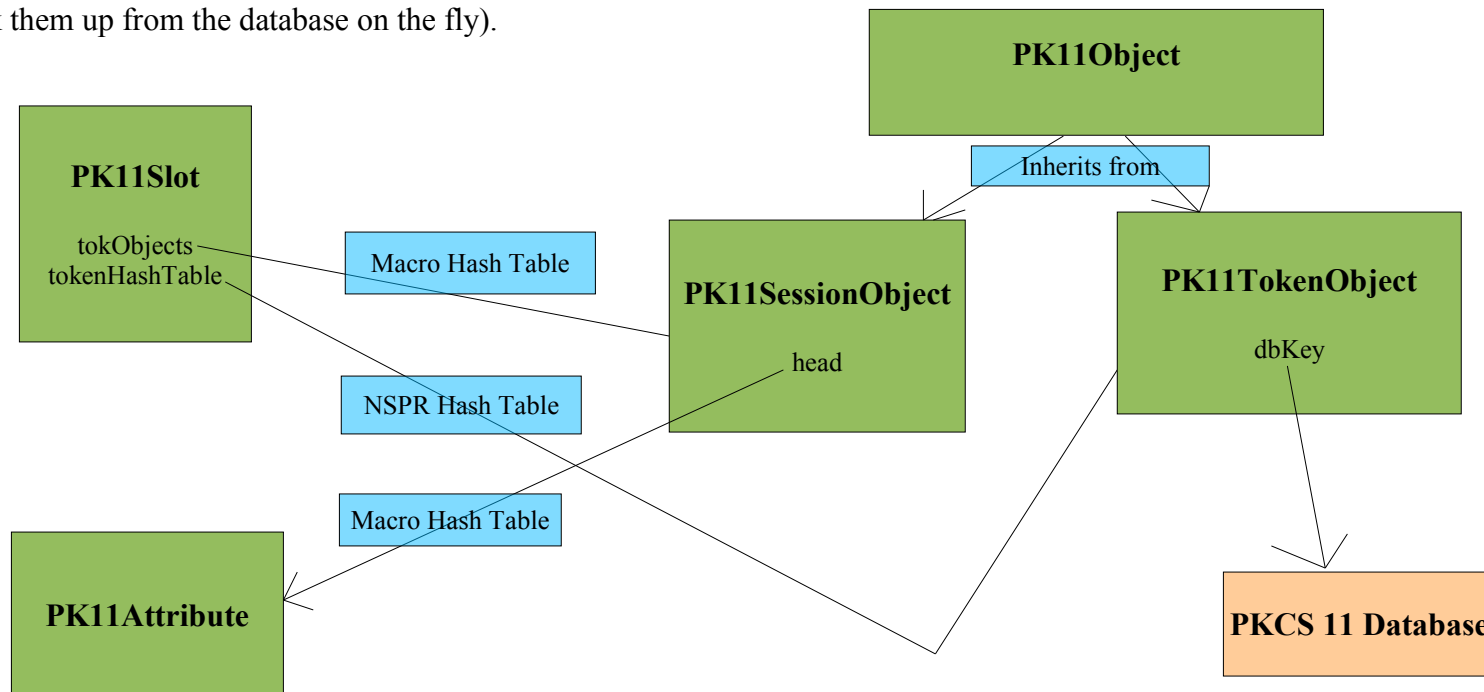 them up from the database on the fly).
PK11Object
Inherits from
PK11Slot
tokObjects
tokenHashTable
Macro Hash Table
PK11SessionObject
head
PK11TokenObject
dbKey
NSPR Hash Table
Macro Hash Table
PK11Attribute
PKCS 11 Database